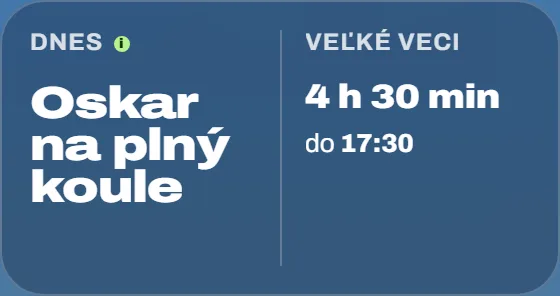 DNES i
Oskar
na plný
koule
VEĽKÉ VECI
4 h 30 min
do 17:30